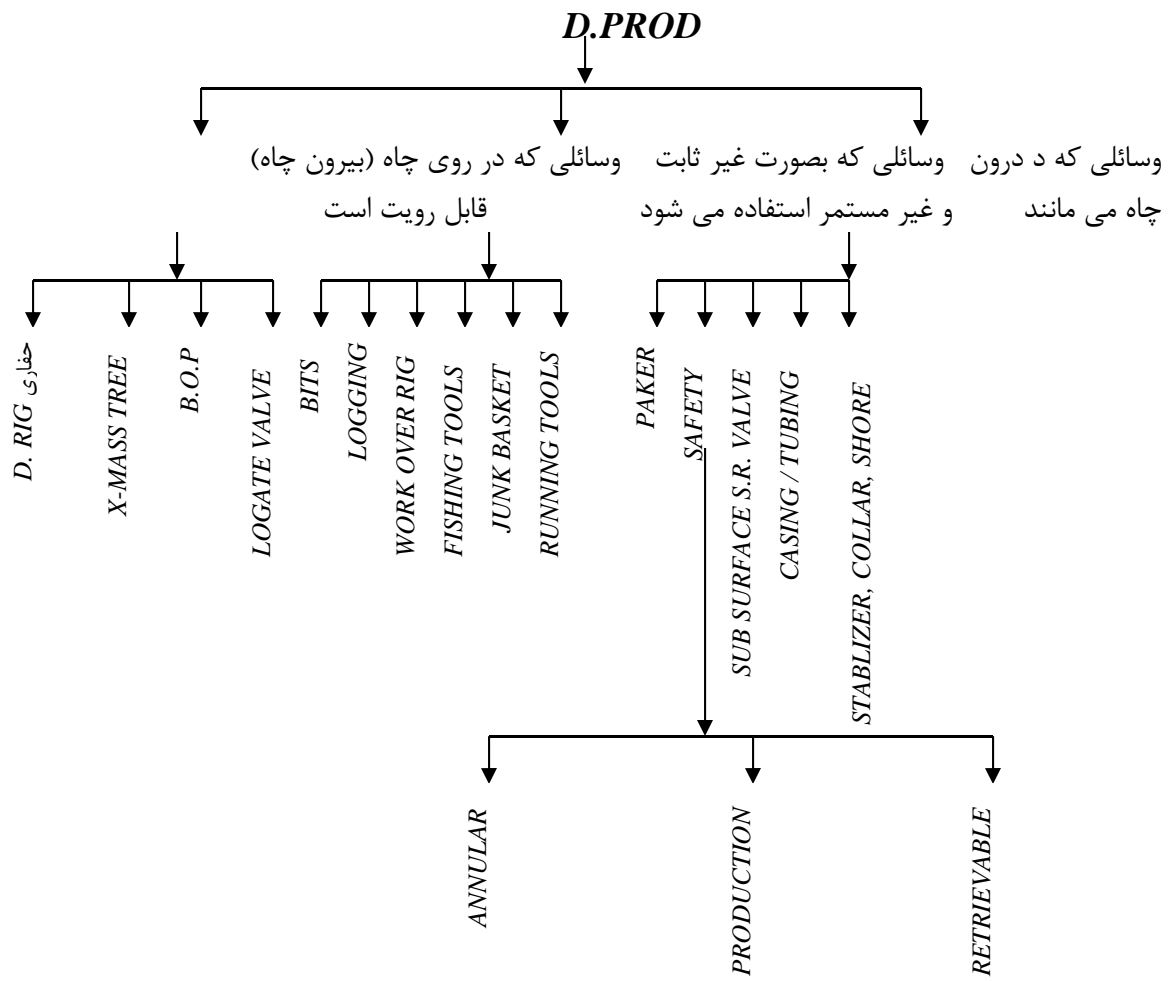 D.PROD
وسائلی که د درون
چاه می مانند
وسائلی که بصورت غیر ثابت
و غیر مستمر استفاده می شود
وسائلی که در روی چاه (بیرون چاه)
قابل رویت است
D. RIG حفاری
X-MASS TREE
B.O.P
LOGATE VALVE
BITS
LOGGING
WORK OVER RIG
FISHING TOOLS
JUNK BASKET
RUNNING TOOLS
PAKER
SAFETY
SUB SURFACE S.R. VALVE
CASING / TUBING
STABLIZER, COLLAR, SHORE
ANNULAR
PRODUCTION
RETRIEVABLE